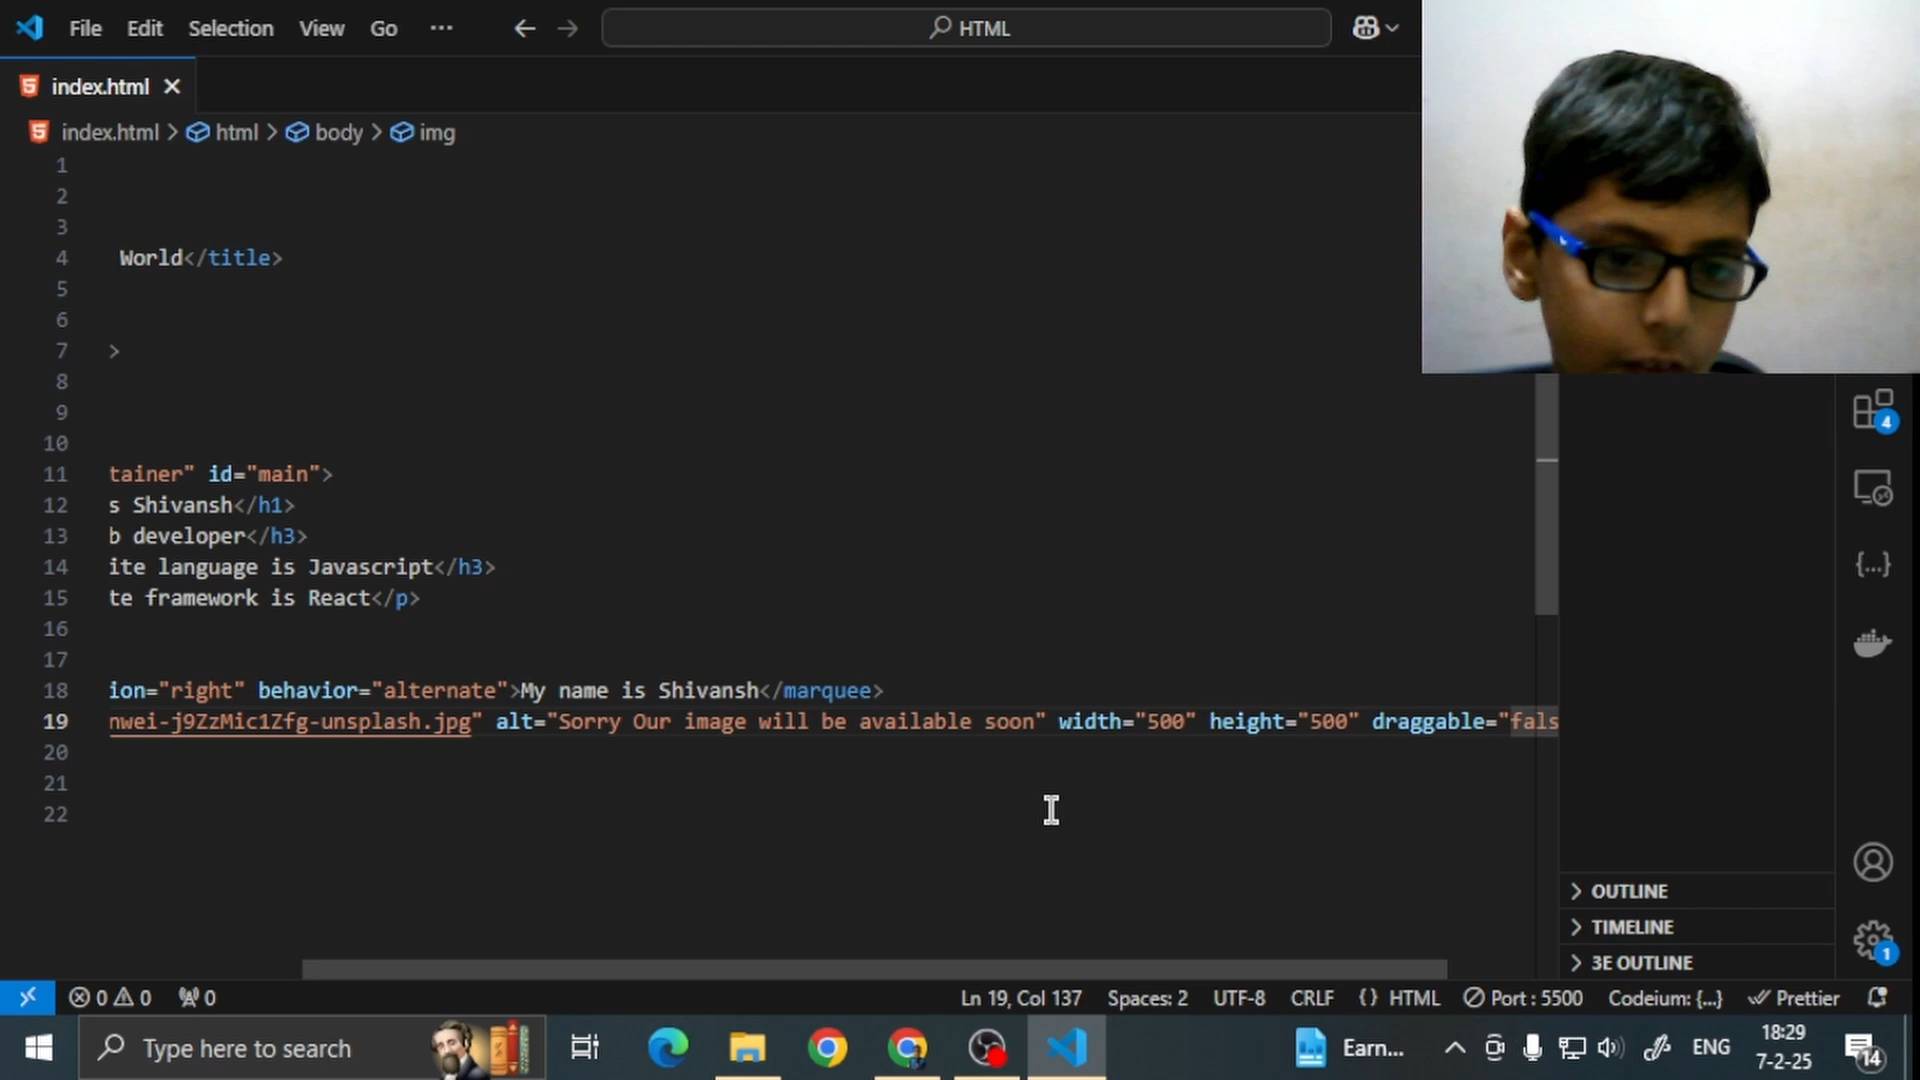 File Edit Selection View Go ··· HTML
index.html
index.html > html > body > img
1
2
3
4 World</title>
5
6
7 >
8
9
10
11 tainer" id="main">
12 s Shivansh</h1>
13 b developer</h3>
14 ite language is Javascript</h3>
15 te framework is React</p>
16
17
18 ion="right" behavior="alternate">My name is Shivansh</marquee>
19 nwei-j9ZzMic1Zfg-unsplash.jpg" alt="Sorry Our image will be available soon" width="500" height="500" draggable="fals
20
21
22
4
{...}
OUTLINE
TIMELINE
3E OUTLINE
1
0 0 0 Ln 19, Col 137 Spaces: 2 UTF-8 CRLF {} HTML Port : 5500 Codeium: {...} Prettier
Type here to search Earn... ENG 18:29
7-2-25
14